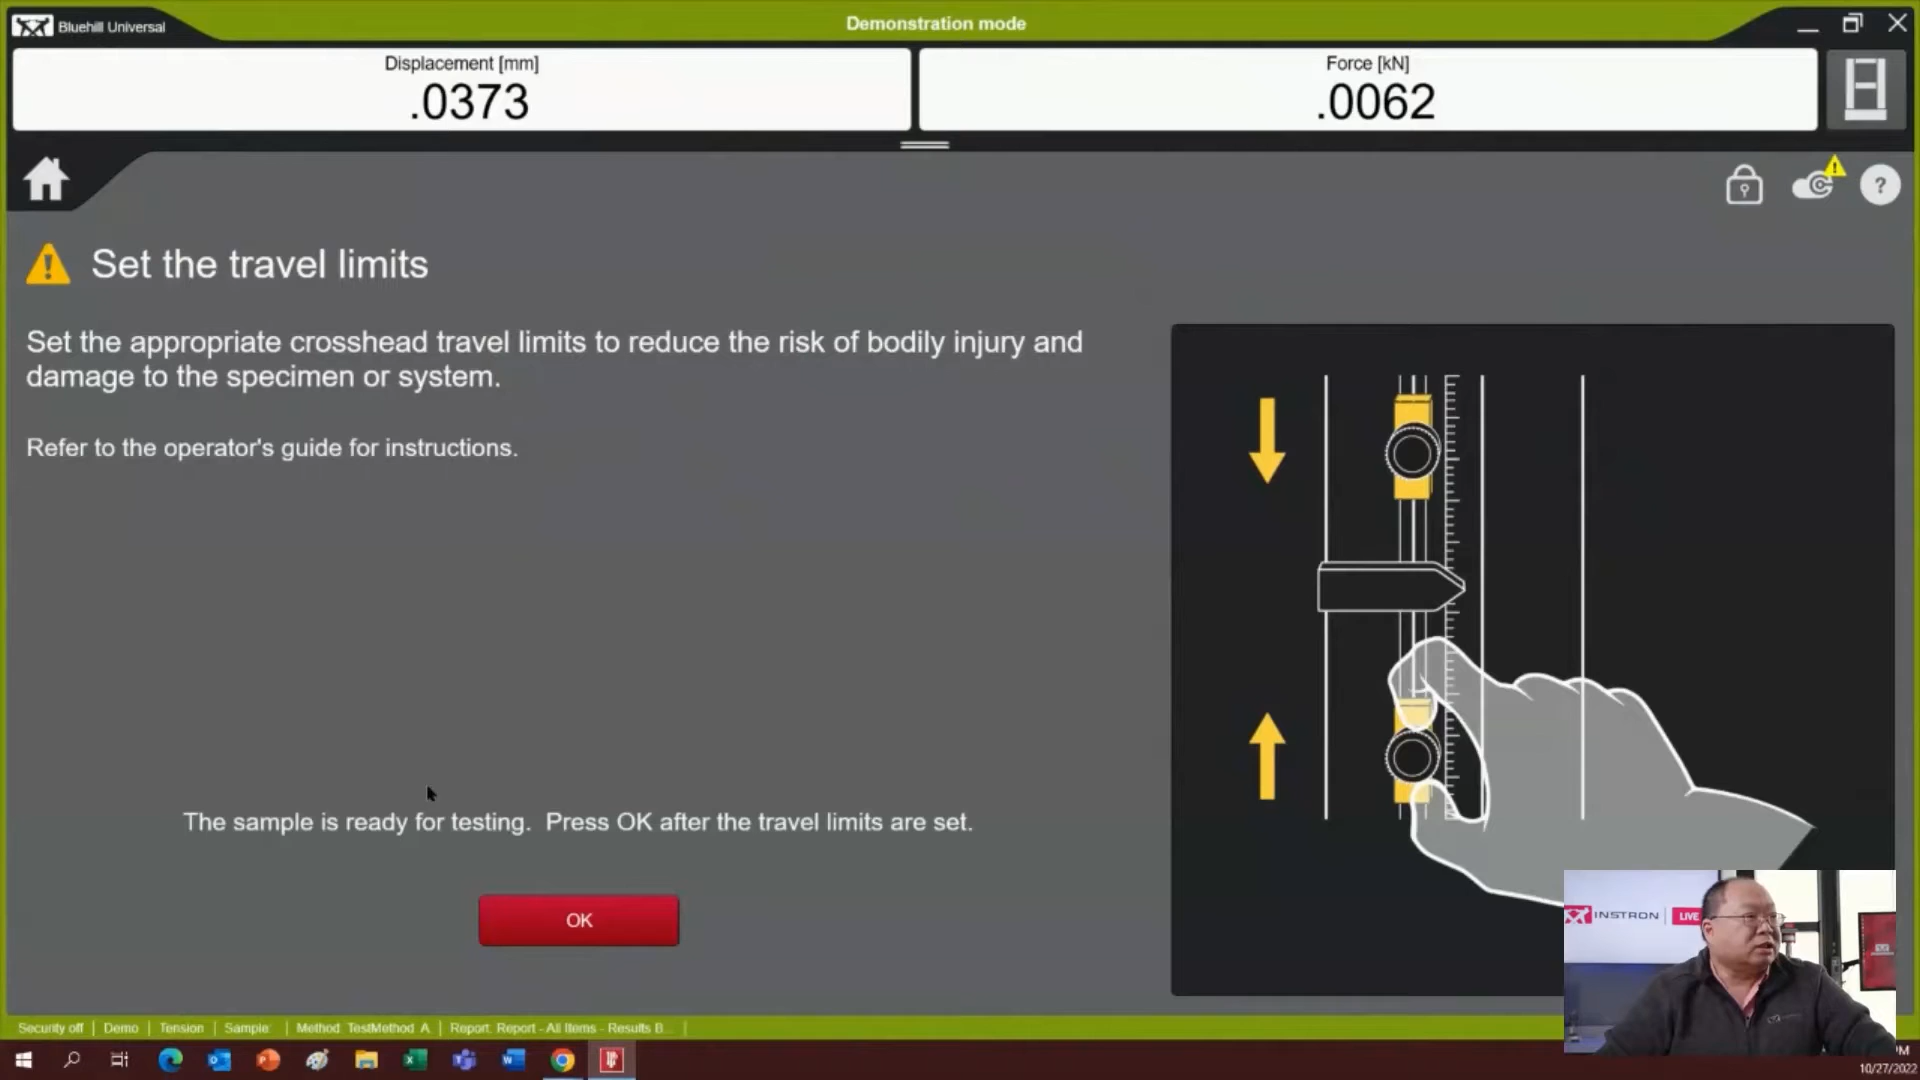 Bluehill Universal
Demonstration mode
Displacement [mm]
.0373
Force [kN]
.0062
?
Set the travel limits
Set the appropriate crosshead travel limits to reduce the risk of bodily injury and
damage to the specimen or system.
Refer to the operator's guide for instructions.
The sample is ready for testing. Press OK after the travel limits are set.
OK
INSTRON | LIVE
Security off | Demo | Tension | Sample: | Method: TestMethod_A | Report: Report - All Items - Results B... |
10/27/2022